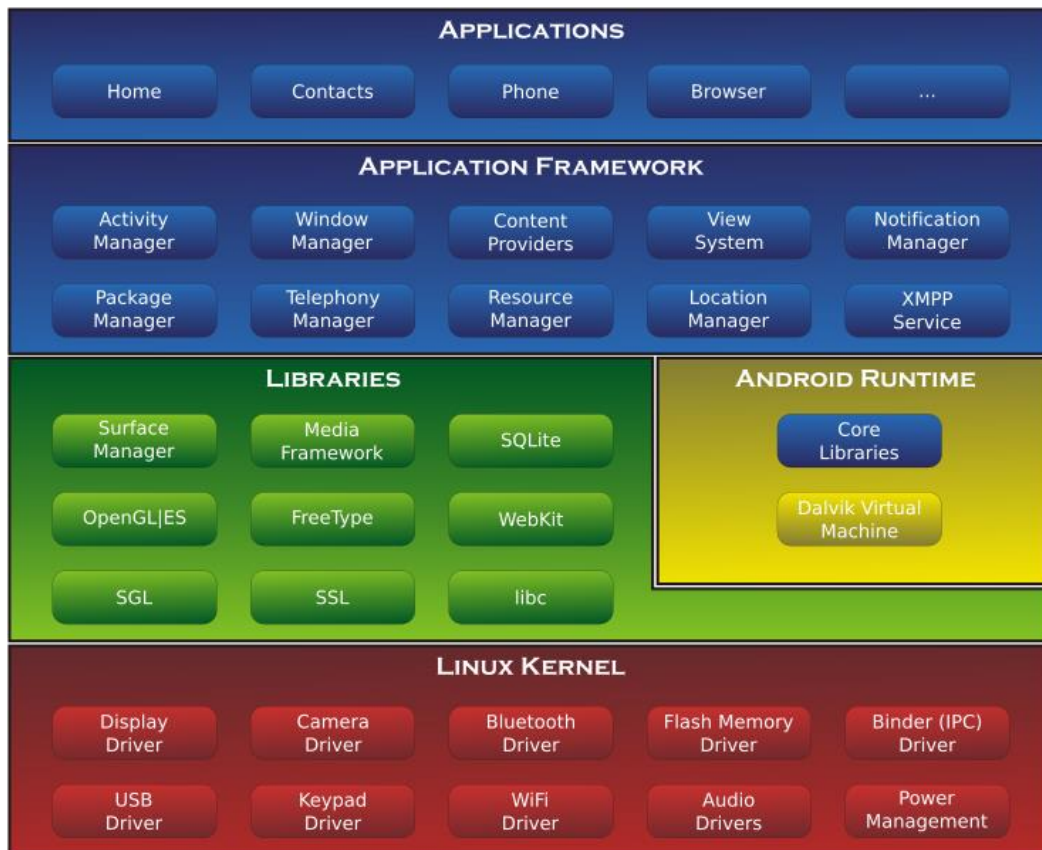 APPLICATIONS
Home
Contacts
Phone
Browser
...
APPLICATION FRAMEWORK
Activity
Manager
Window
Manager
Content
Providers
View
System
Notification
Manager
Package
Manager
Telephony
Manager
Resource
Manager
Location
Manager
XMPP
Service
LIBRARIES
Surface
Manager
Media
Framework
SQLite
OpenGL|ES
FreeType
WebKit
SGL
SSL
libc
ANDROID RUNTIME
Core
Libraries
Dalvik Virtual
Machine
LINUX KERNEL
Display
Driver
Camera
Driver
Bluetooth
Driver
Flash Memory
Driver
Binder (IPC)
Driver
USB
Driver
Keypad
Driver
WiFi
Driver
Audio
Drivers
Power
Management